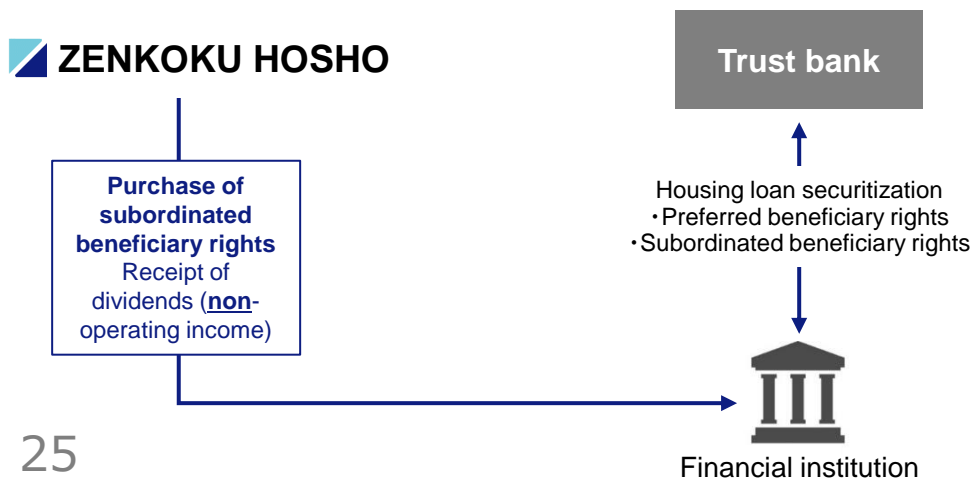 ZENKOKU HOSHO
Trust bank
Purchase of
subordinated
beneficiary rights
Receipt of
dividends (non-
operating income)
Housing loan securitization
・Preferred beneficiary rights
・Subordinated beneficiary rights
Financial institution
25